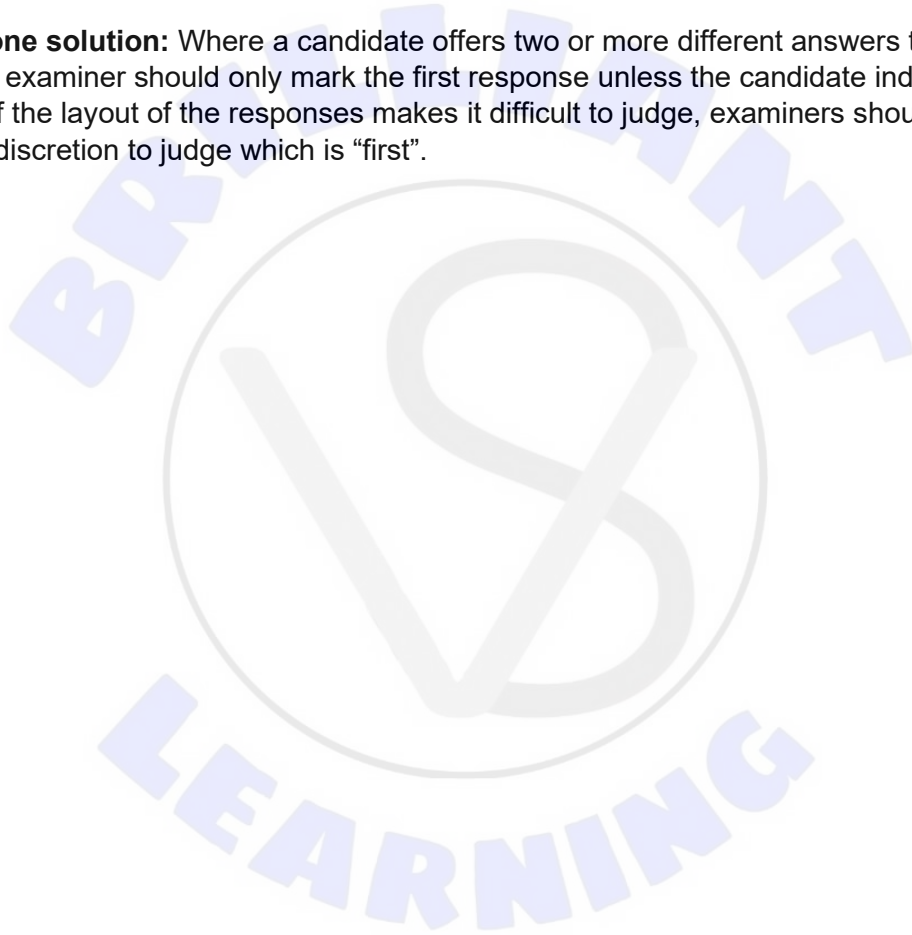 one solution: Where a candidate offers two or more different answers t
examiner should only mark the first response unless the candidate ind
f the layout of the responses makes it difficult to judge, examiners shou
discretion to judge which is “first”.
BRILLIANT
VS
LEARNING